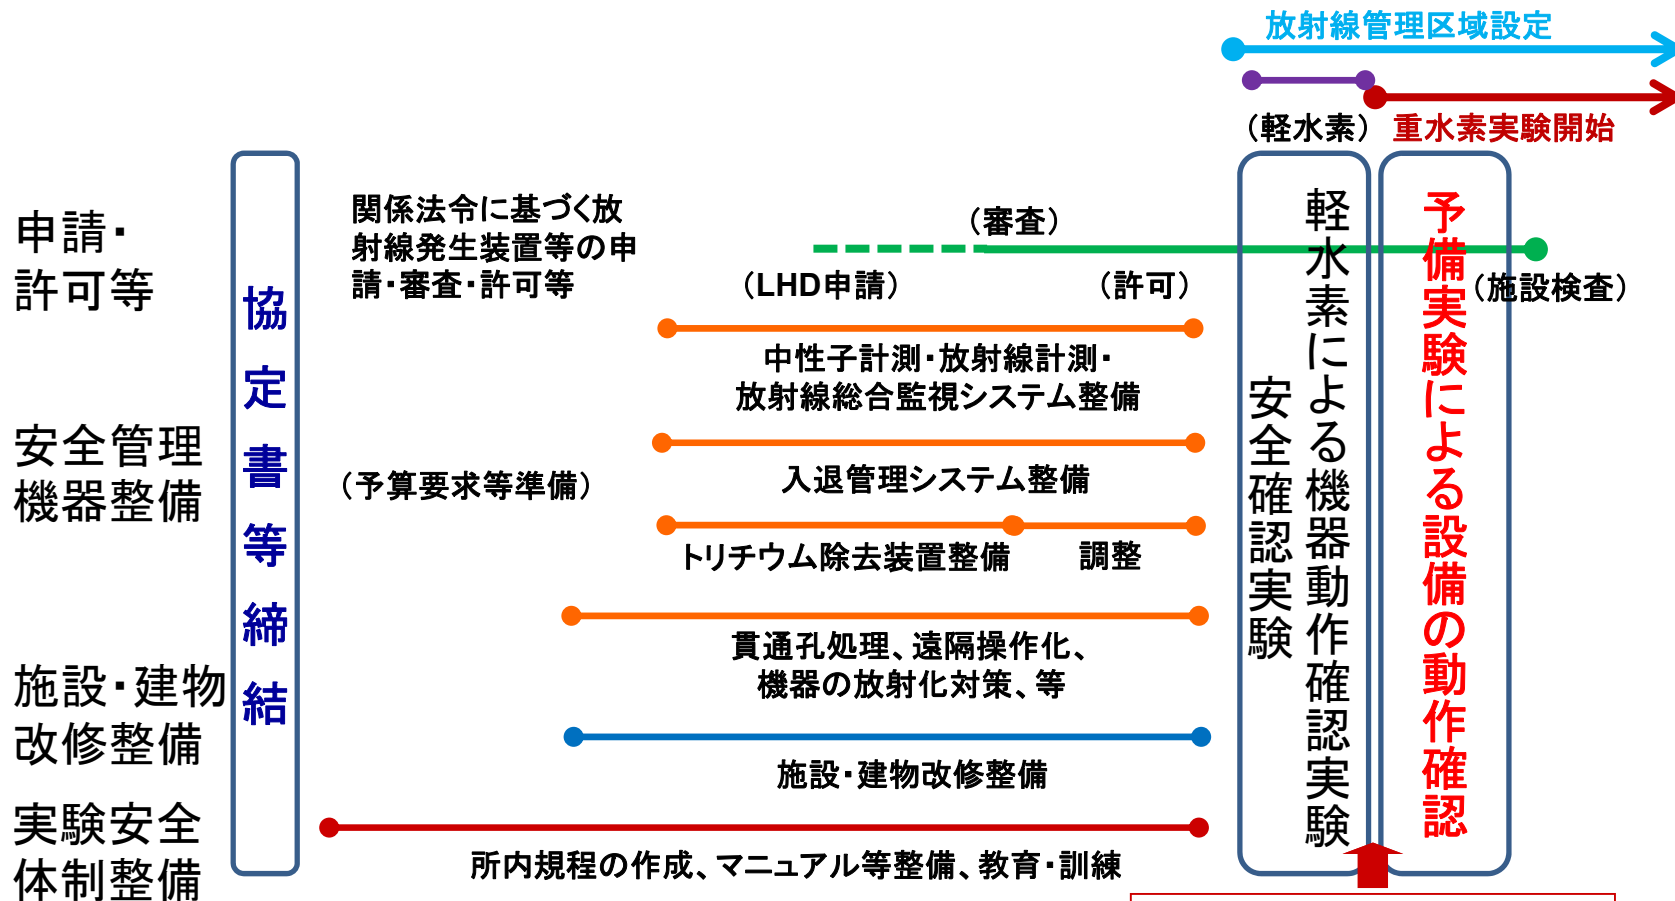 放射線管理区域設定
（軽水素）
重水素実験開始
申請・
許可等
関係法令に基づく放
射線発生装置等の申
請・審査・許可等
（審査）
（LHD申請）
（許可）
（施設検査）
中性子計測・放射線計測・
放射線総合監視システム整備
安全管理
機器整備
（予算要求等準備）
入退管理システム整備
トリチウム除去装置整備
調整
貫通孔処理、遠隔操作化、
機器の放射化対策、等
施設・建物
改修整備
施設・建物改修整備
実験安全
体制整備
所内規程の作成、マニュアル等整備、教育・訓練
協定書等締結
軽水素による機器動作確認実験
安全確認実験
予備実験による設備の動作確認